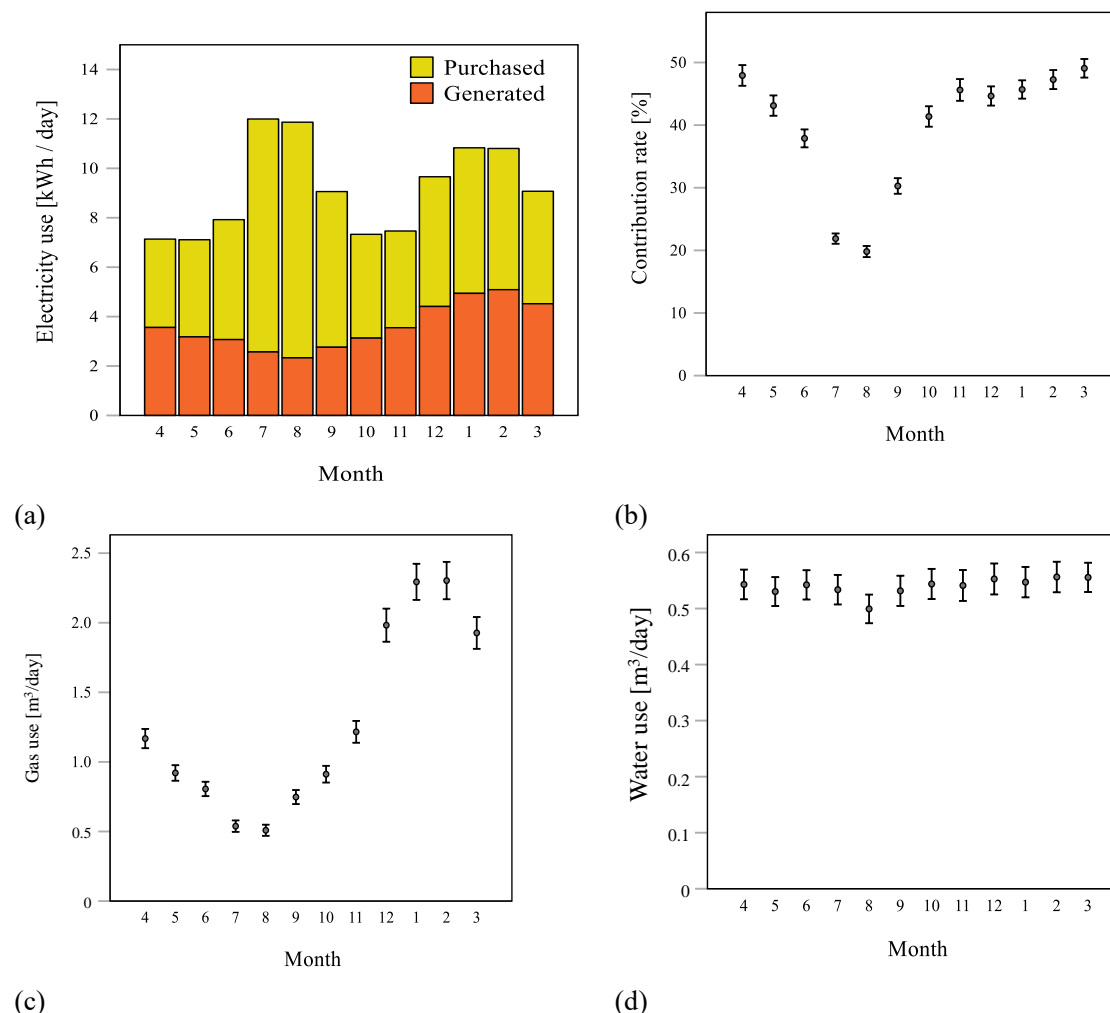 14
12
10
8
6
4
2
0
Electricity use [kWh / day]
Purchased
Generated
4 5 6 7 8 9 10 11 12 1 2 3
Month
(a)
50
40
30
20
10
0
Contribution rate [%]
4 5 6 7 8 9 10 11 12 1 2 3
Month
(b)
2.5
2.0
1.5
1.0
0.5
0
Gas use [m³/day]
4 5 6 7 8 9 10 11 12 1 2 3
Month
(c)
0.6
0.5
0.4
0.3
0.2
0.1
0
Water use [m³/day]
4 5 6 7 8 9 10 11 12 1 2 3
Month
(d)